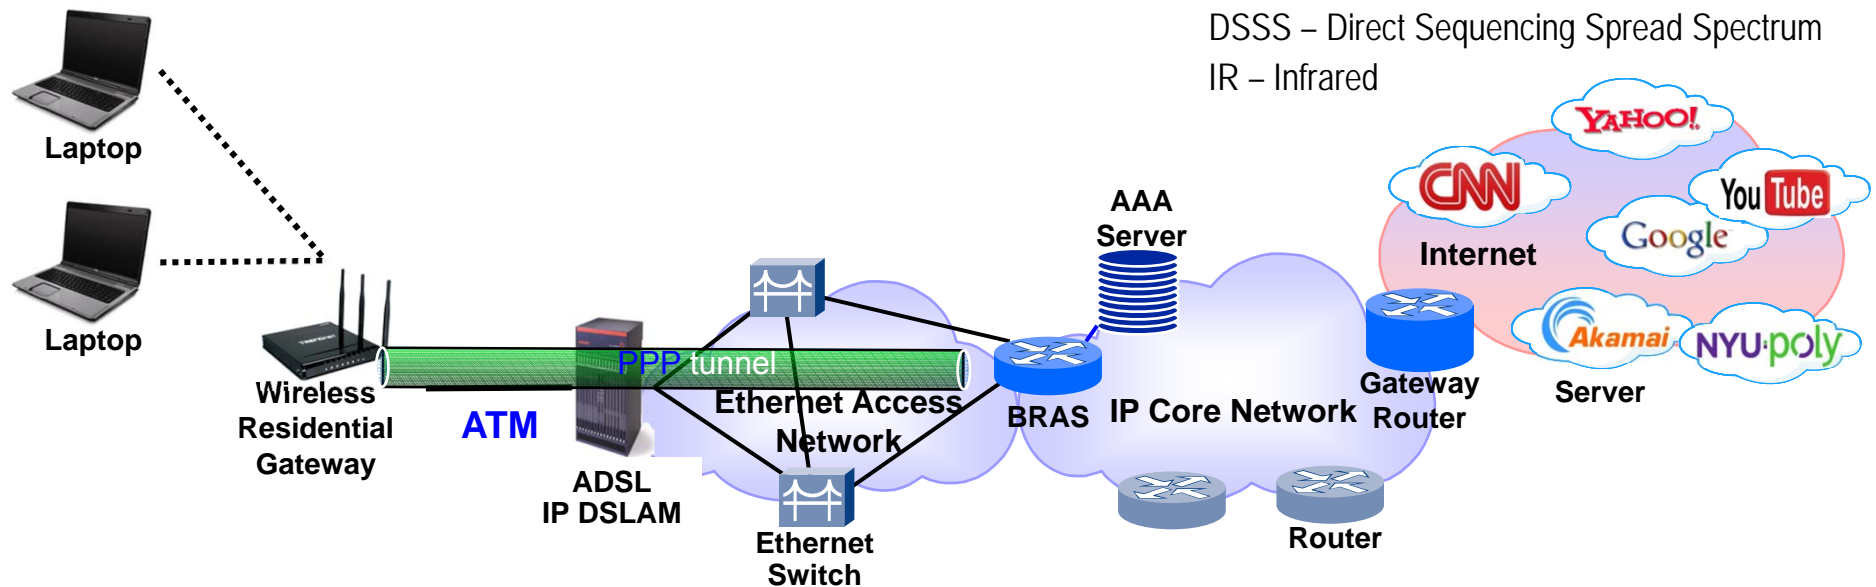 DSSS – Direct Sequencing Spread Spectrum
IR – Infrared
Laptop
Laptop
YAHOO!
CNN
You Tube
Google
Internet
AAA
Server
Akamai
NYU:poly
Server
Gateway
Router
PPP tunnel
Wireless
Residential
Gateway
ATM
Ethernet Access
Network
BRAS
IP Core Network
ADSL
IP DSLAM
Ethernet
Switch
Router